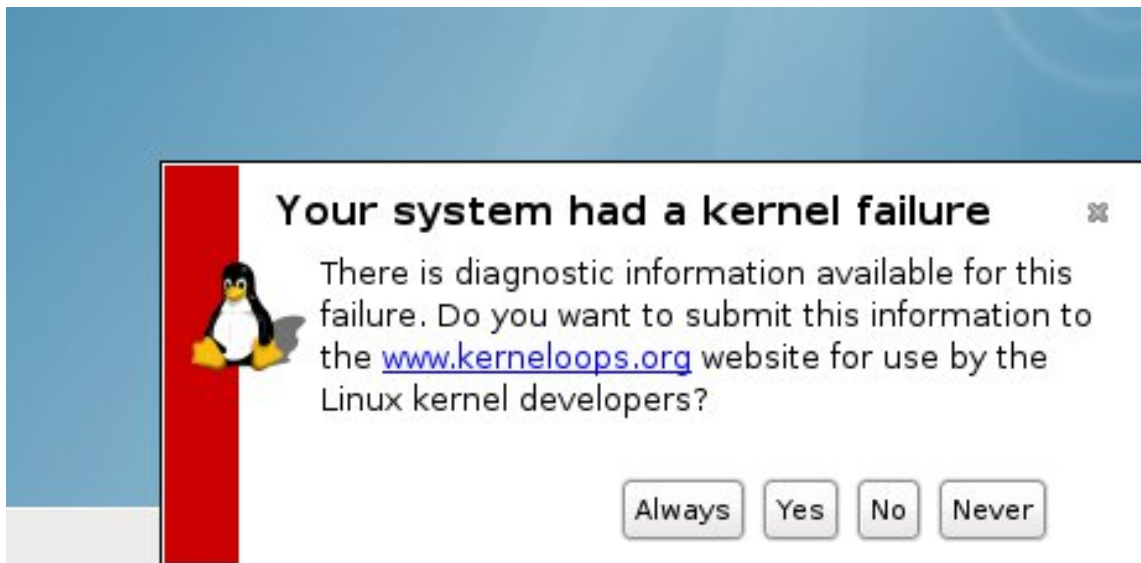 Your system had a kernel failure
There is diagnostic information available for this
failure. Do you want to submit this information to
the www.kerneloops.org website for use by the
Linux kernel developers?
Always Yes No Never